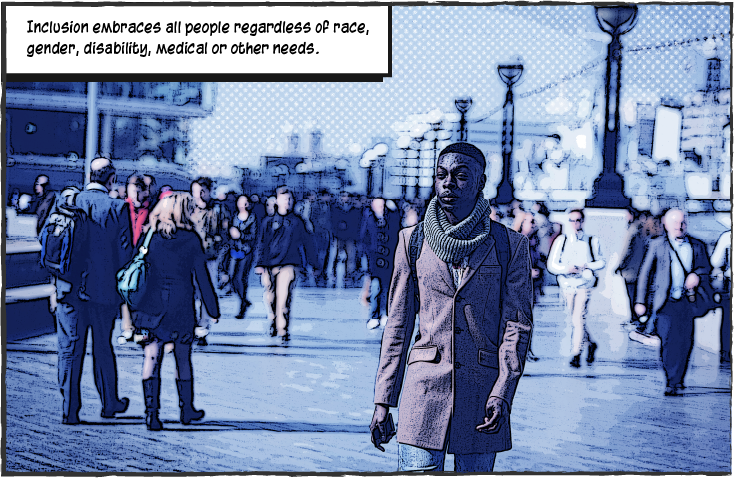 Inclusion embraces all people regardless of race,
gender, disability, medical or other needs.